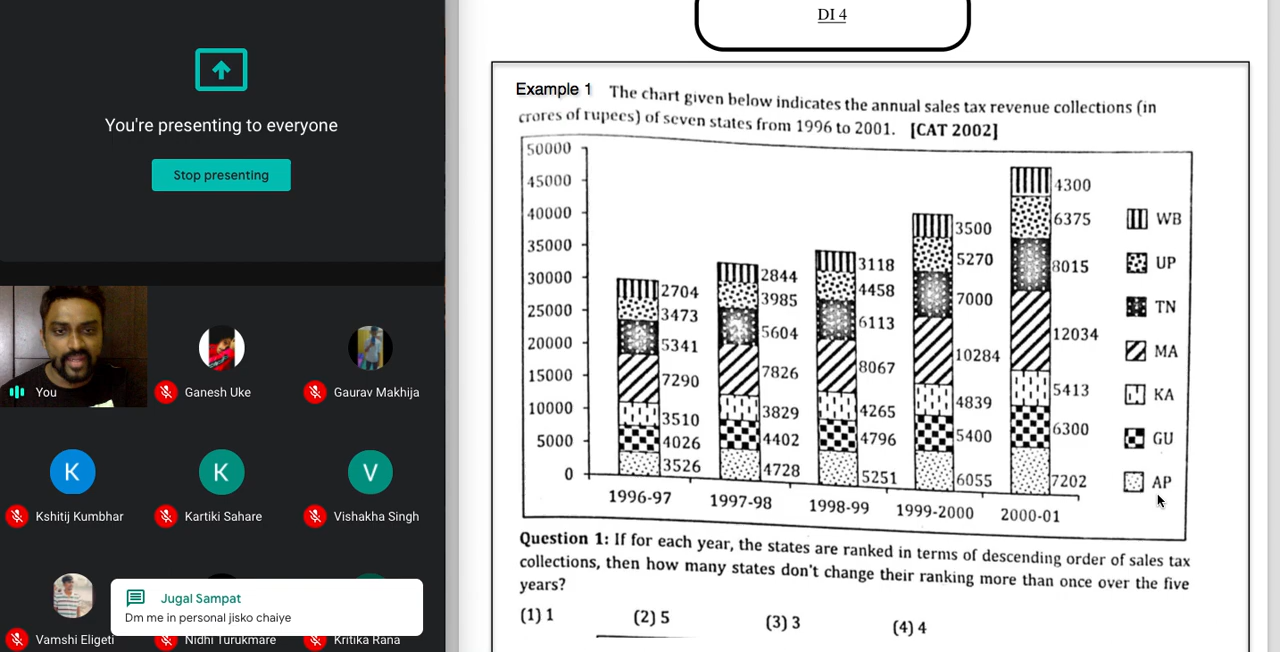 You're presenting to everyone
Stop presenting
You
Ganesh Uke
Gaurav Makhija
K
K
V
Kshitij Kumbhar
Kartiki Sahare
Vishakha Singh
Jugal Sampat
Dm me in personal jisko chaiye
Vamshi Eligeti
Nidhi Turukmare
Kritika Rana
DI 4
Example 1 The chart given below indicates the annual sales tax revenue collections (in
crores of rupees) of seven states from 1996 to 2001. [CAT 2002]
50000
45000
40000
35000
30000
25000
20000
15000
10000
5000
0
2704
3473
5341
7290
3510
4026
3526
2844
3985
5604
7826
3829
4402
4728
3118
4458
6113
8067
4265
4796
5251
3500
5270
7000
10284
4839
5400
6055
4300
6375
8015
12034
5413
6300
7202
WB
UP
TN
MA
KA
GU
AP
1996-97
1997-98
1998-99
1999-2000
2000-01
Question 1: If for each year, the states are ranked in terms of descending order of sales tax
collections, then how many states don't change their ranking more than once over the five
years?
(1) 1 (2) 5 (3) 3 (4) 4